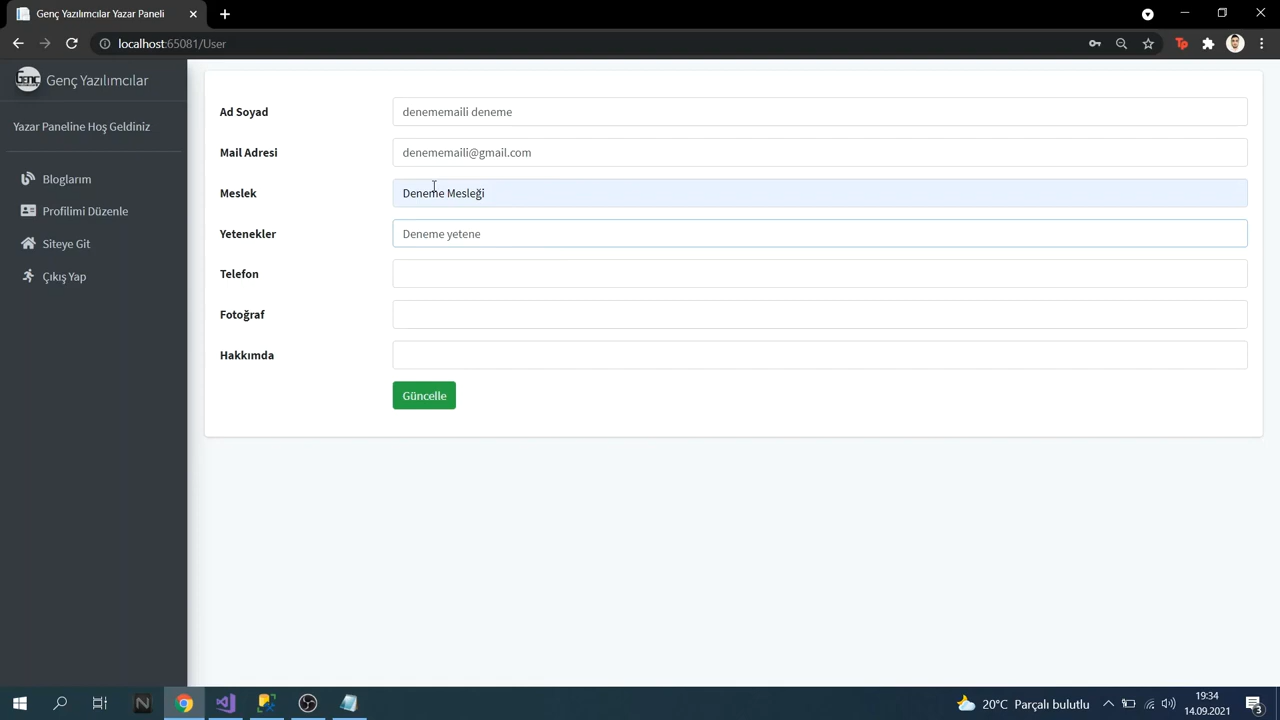 Genç Yazılımcılar Yazar Paneli
localhost:65081/User
GENÇ
Genç Yazılımcılar
Yazar Paneline Hoş Geldiniz
Bloglarım
Profilimi Düzenle
Siteye Git
Çıkış Yap
Ad Soyad
denememaili deneme
Mail Adresi
denememaili@gmail.com
Meslek
Deneme Mesleği
Yetenekler
Deneme yetene
Telefon
Fotoğraf
Hakkımda
Güncelle
20°C Parçalı bulutlu
19:34
14.09.2021
3